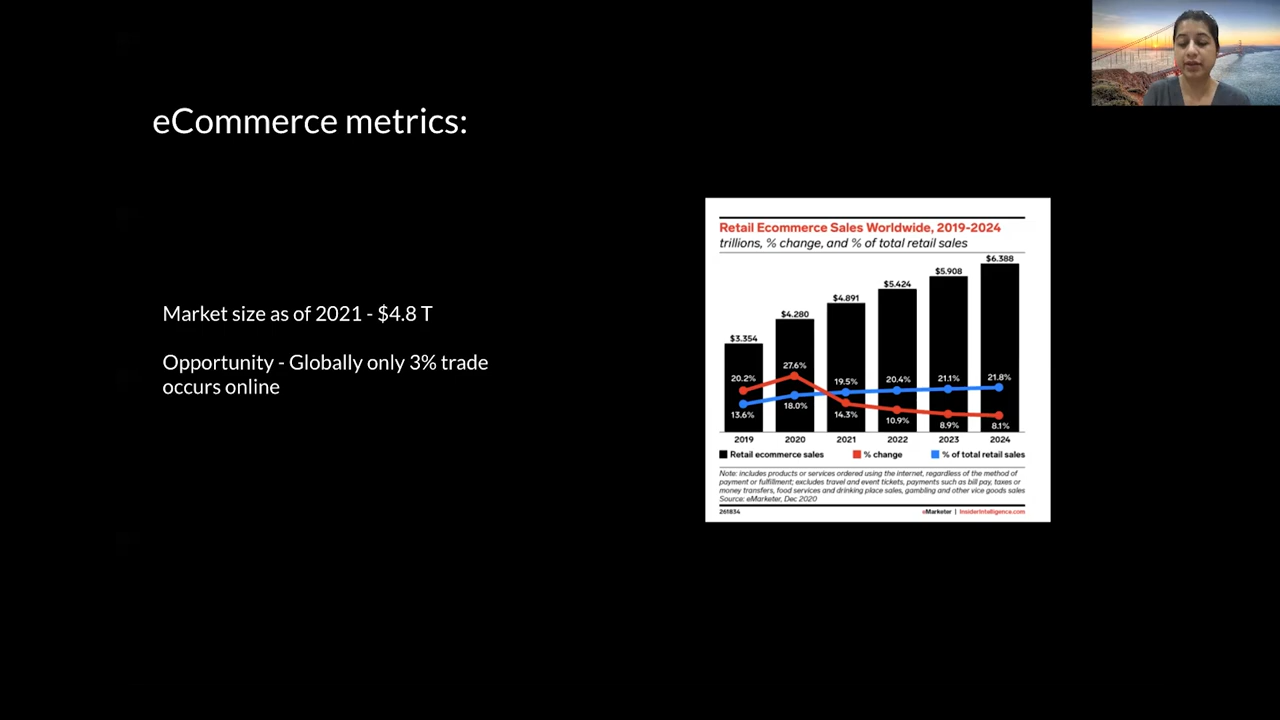 eCommerce metrics:
Market size as of 2021 - $4.8 T
Opportunity - Globally only 3% trade
occurs online
Retail Ecommerce Sales Worldwide, 2019-2024
trillions, % change, and % of total retail sales
$3.354
$4.280
$4.891
$5.424
$5.908
$6.388
20.2%
27.6%
19.5%
20.4%
21.1%
21.8%
13.6%
18.0%
14.3%
10.9%
8.9%
8.1%
2019
2020
2021
2022
2023
2024
Retail ecommerce sales
% change
% of total retail sales
Note: includes products or services ordered using the internet, regardless of the method of
payment or fulfillment; excludes travel and event tickets, payments such as bill pay, taxes or
money transfers, food services and drinking place sales, gambling and other vice goods sales
Source: eMarketer, Dec 2020
261834
eMarketer | InsiderIntelligence.com